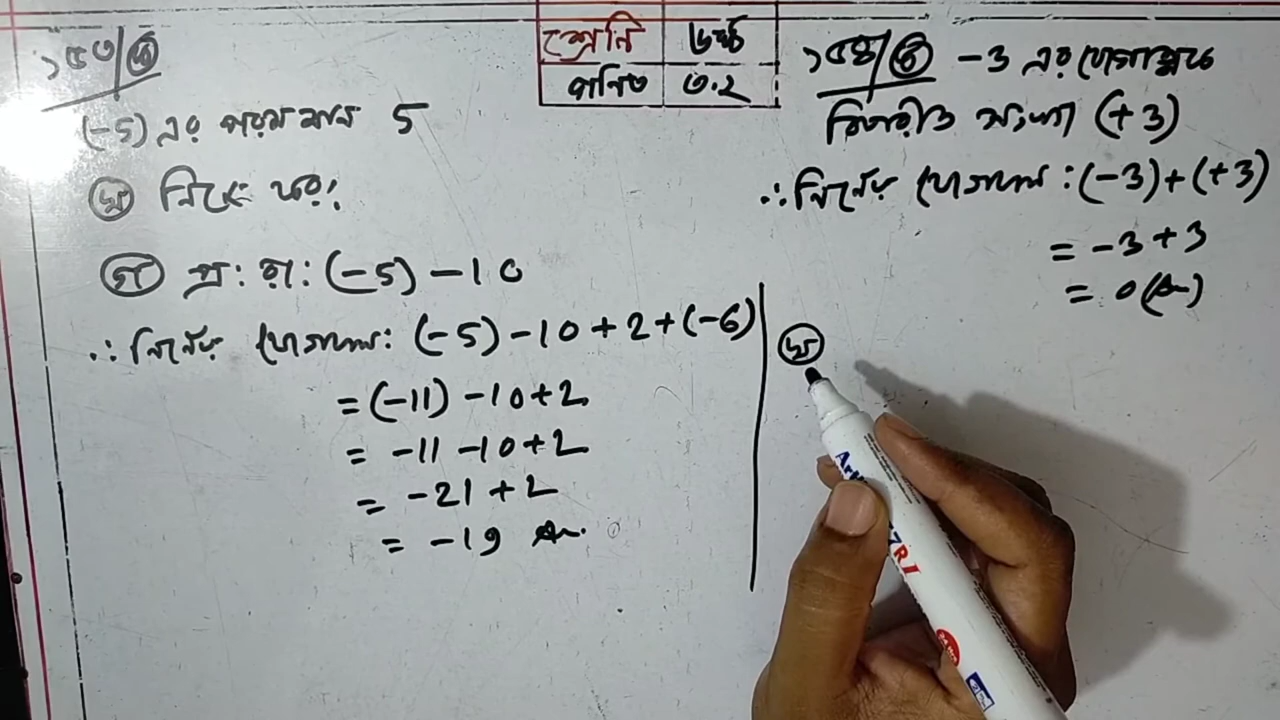 শ্রেনি ৬ষ্ঠ
গনিত ৩.২
১৫৩/ক
(-5) এর পরম মান 5
খ নিজে কর!
গ প্র: রা: (-5) -10
∴ নির্নেয় যোগফল: (-5) -10 + 2 + (-6)
= (-11) -10+2
= -11 -10+2
= -21 +2
= -19 Ans.
১৫৪/ক -3 এর যোগাত্মক
বিপরীত সংখ্যা (+3)
∴ নির্নেয় যোগফল: (-3)+(+3)
= -3 +3
= 0 (Ans)
খ